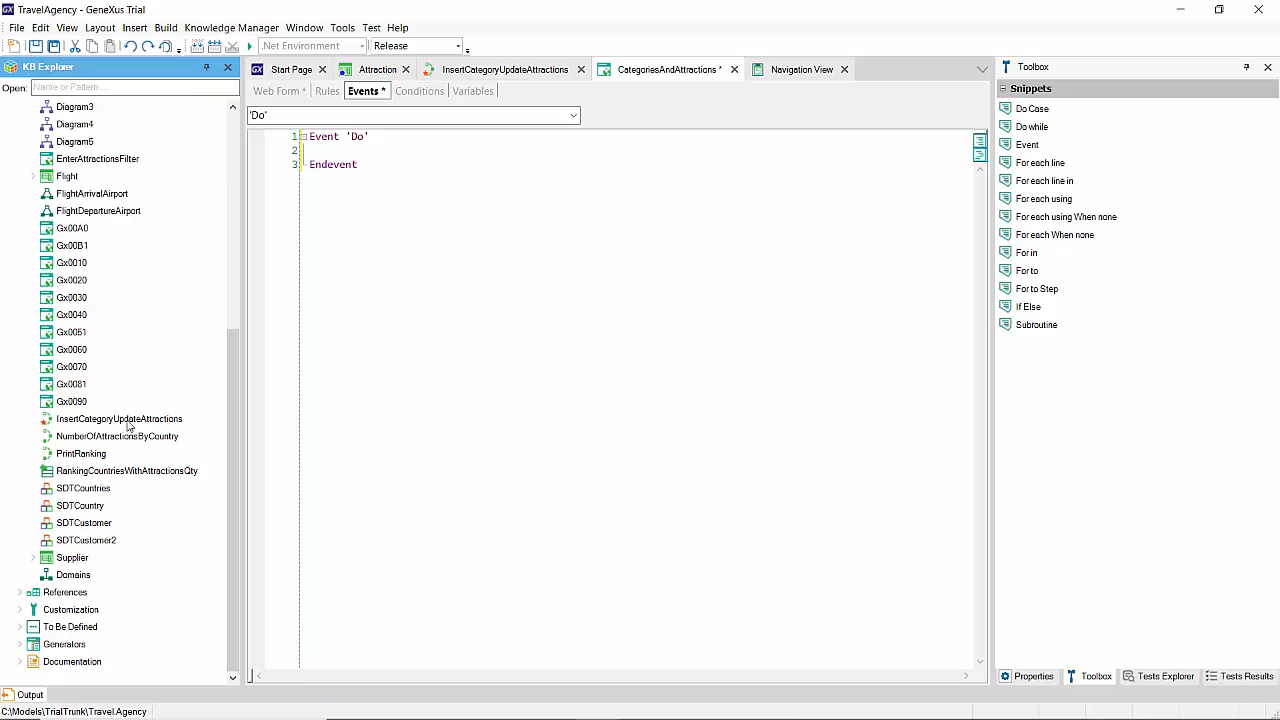 TravelAgency - GeneXus Trial
File Edit View Layout Insert Build Knowledge Manager Window Tools Test Help
.Net Environment Release
KB Explorer
Open: Name or Pattern...
Diagram3
Diagram4
Diagram5
EnterAttractionsFilter
Flight
FlightArrivalAirport
FlightDepartureAirport
Gx00A0
Gx00B1
Gx0010
Gx0020
Gx0030
Gx0040
Gx0051
Gx0060
Gx0070
Gx0081
Gx0090
InsertCategoryUpdateAttractions
NumberOfAttractionsByCountry
PrintRanking
RankingCountriesWithAttractionsQty
SDTCountries
SDTCountry
SDTCustomer
SDTCustomer2
Supplier
Domains
References
Customization
To Be Defined
Generators
Documentation
Start Page Attraction InsertCategoryUpdateAttractions CategoriesAndAttractions * Navigation View
Web Form * Rules Events * Conditions Variables
'Do'
1 Event 'Do'
2
3 Endevent
Toolbox
Snippets
Do Case
Do while
Event
For each line
For each line in
For each using
For each using When none
For each When none
For in
For to
For to Step
If Else
Subroutine
Properties Toolbox Tests Explorer Tests Results
Output
C:\Models\TrialTrunk\Travel.Agency